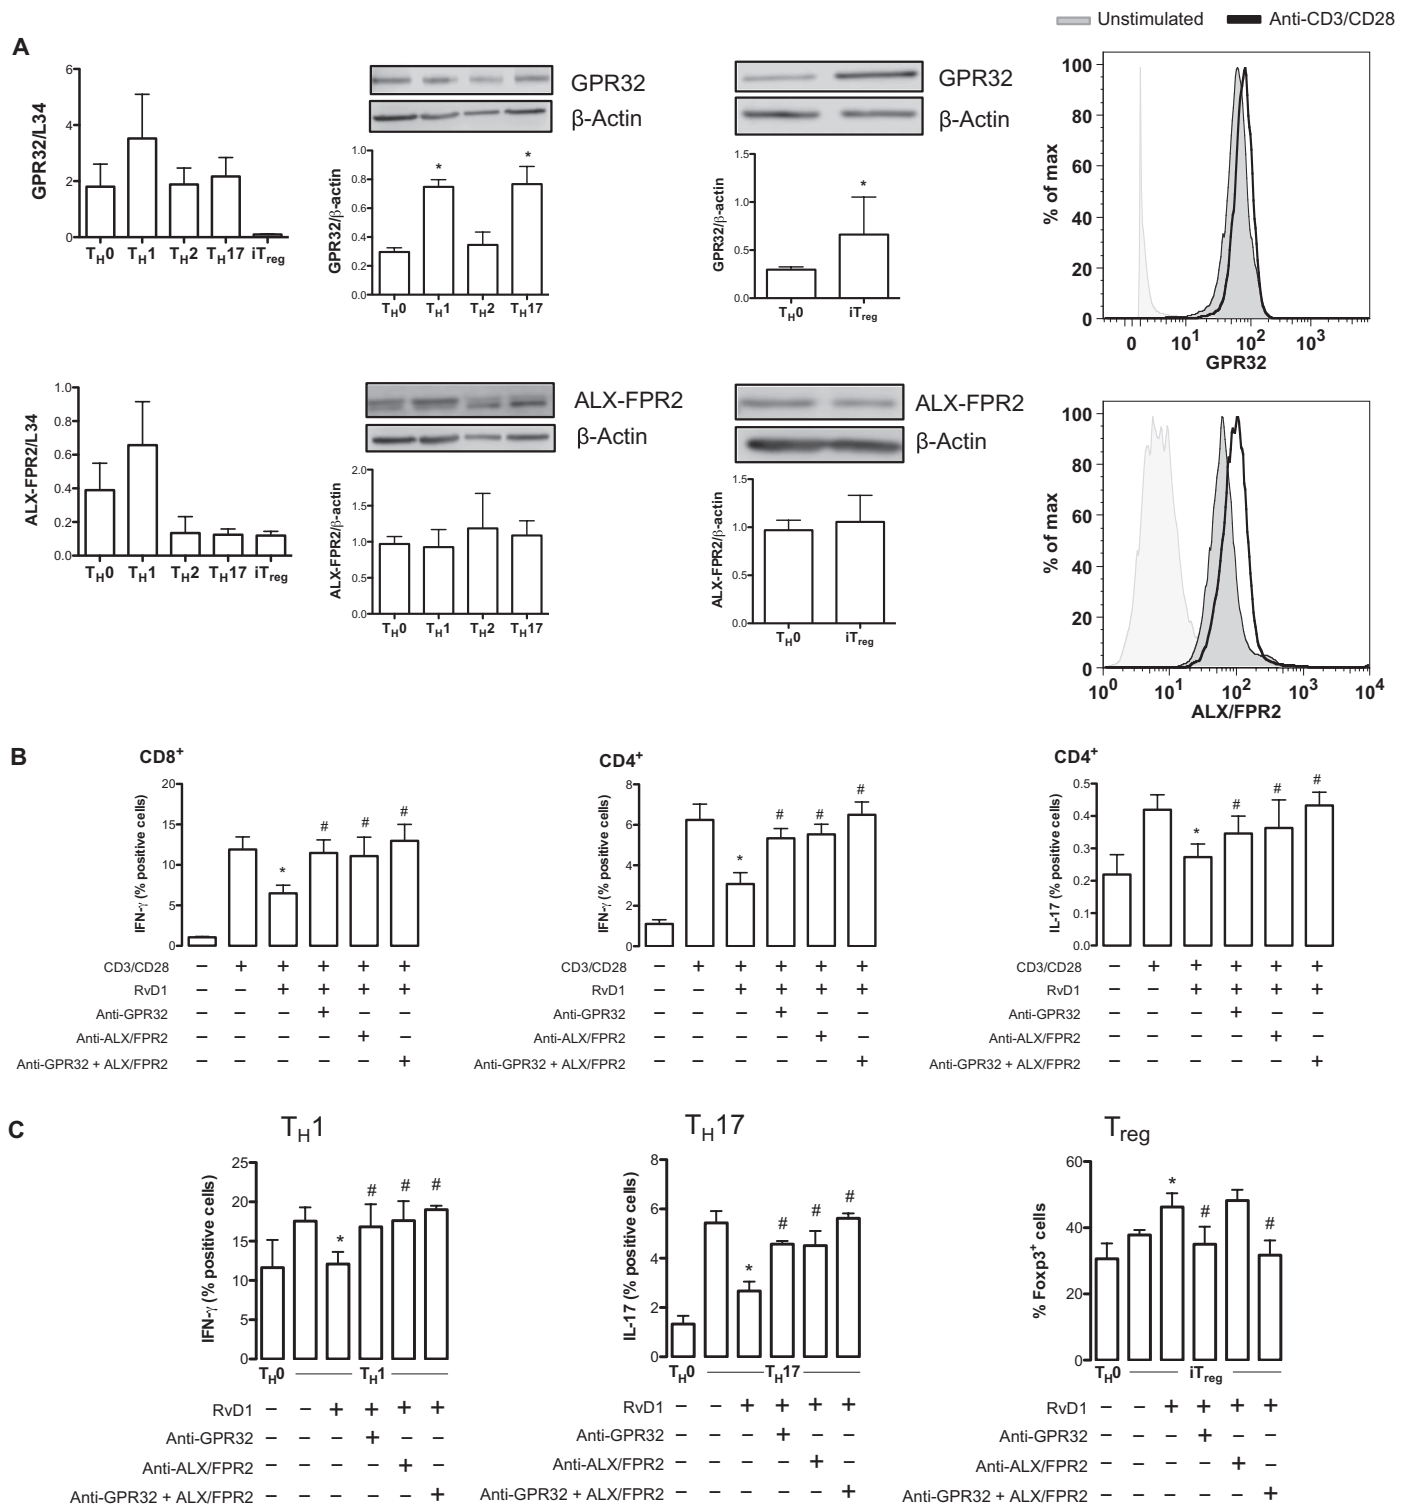 Unstimulated Anti-CD3/CD28
A
GPR32/L34
6
4
2
0
TH0 TH1 TH2 TH17 iTreg
GPR32
β-Actin
GPR32/β-actin
1.0
0.8
0.6
0.4
0.2
0.0
* *
TH0 TH1 TH2 TH17
GPR32
β-Actin
GPR32/β-actin
1.5
1.0
0.5
0.0
*
TH0 iTreg
% of max
100
80
60
40
20
0
0 10¹ 10² 10³
GPR32
ALX-FPR2/L34
1.0
0.8
0.6
0.4
0.2
0.0
TH0 TH1 TH2 TH17 iTreg
ALX-FPR2
β-Actin
ALX-FPR2/β-actin
2.0
1.5
1.0
0.5
0.0
TH0 TH1 TH2 TH17
ALX-FPR2
β-Actin
ALX-FPR2/β-actin
1.5
1.0
0.5
0.0
TH0 iTreg
% of max
100
80
60
40
20
0
10⁰ 10¹ 10² 10³ 10⁴
ALX/FPR2
B
CD8⁺
IFN-γ (% positive cells)
20
15
10
5
0
* # # #
CD3/CD28 – + + + + +
RvD1 – – + + + +
Anti-GPR32 – – – + – –
Anti-ALX/FPR2 – – – – + –
Anti-GPR32 + ALX/FPR2 – – – – – +
CD4⁺
IFN-γ (% positive cells)
8
6
4
2
0
* # # #
CD3/CD28 – + + + + +
RvD1 – – + + + +
Anti-GPR32 – – – + – –
Anti-ALX/FPR2 – – – – + –
Anti-GPR32 + ALX/FPR2 – – – – – +
CD4⁺
IL-17 (% positive cells)
0.5
0.4
0.3
0.2
0.1
0.0
* # # #
CD3/CD28 – + + + + +
RvD1 – – + + + +
Anti-GPR32 – – – + – –
Anti-ALX/FPR2 – – – – + –
Anti-GPR32 + ALX/FPR2 – – – – – +
C
TH1
IFN-γ (% positive cells)
25
20
15
10
5
0
* # # #
TH0 TH1
RvD1 – – + + + +
Anti-GPR32 – – – + – –
Anti-ALX/FPR2 – – – – + –
Anti-GPR32 + ALX/FPR2 – – – – – +
TH17
IL-17 (% positive cells)
8
6
4
2
0
* # # #
TH0 TH17
RvD1 – – + + + +
Anti-GPR32 – – – + – –
Anti-ALX/FPR2 – – – – + –
Anti-GPR32 + ALX/FPR2 – – – – – +
Treg
% Foxp3⁺ cells
60
40
20
0
* # #
TH0 iTreg
RvD1 – – + + + +
Anti-GPR32 – – – + – –
Anti-ALX/FPR2 – – – – + –
Anti-GPR32 + ALX/FPR2 – – – – – +